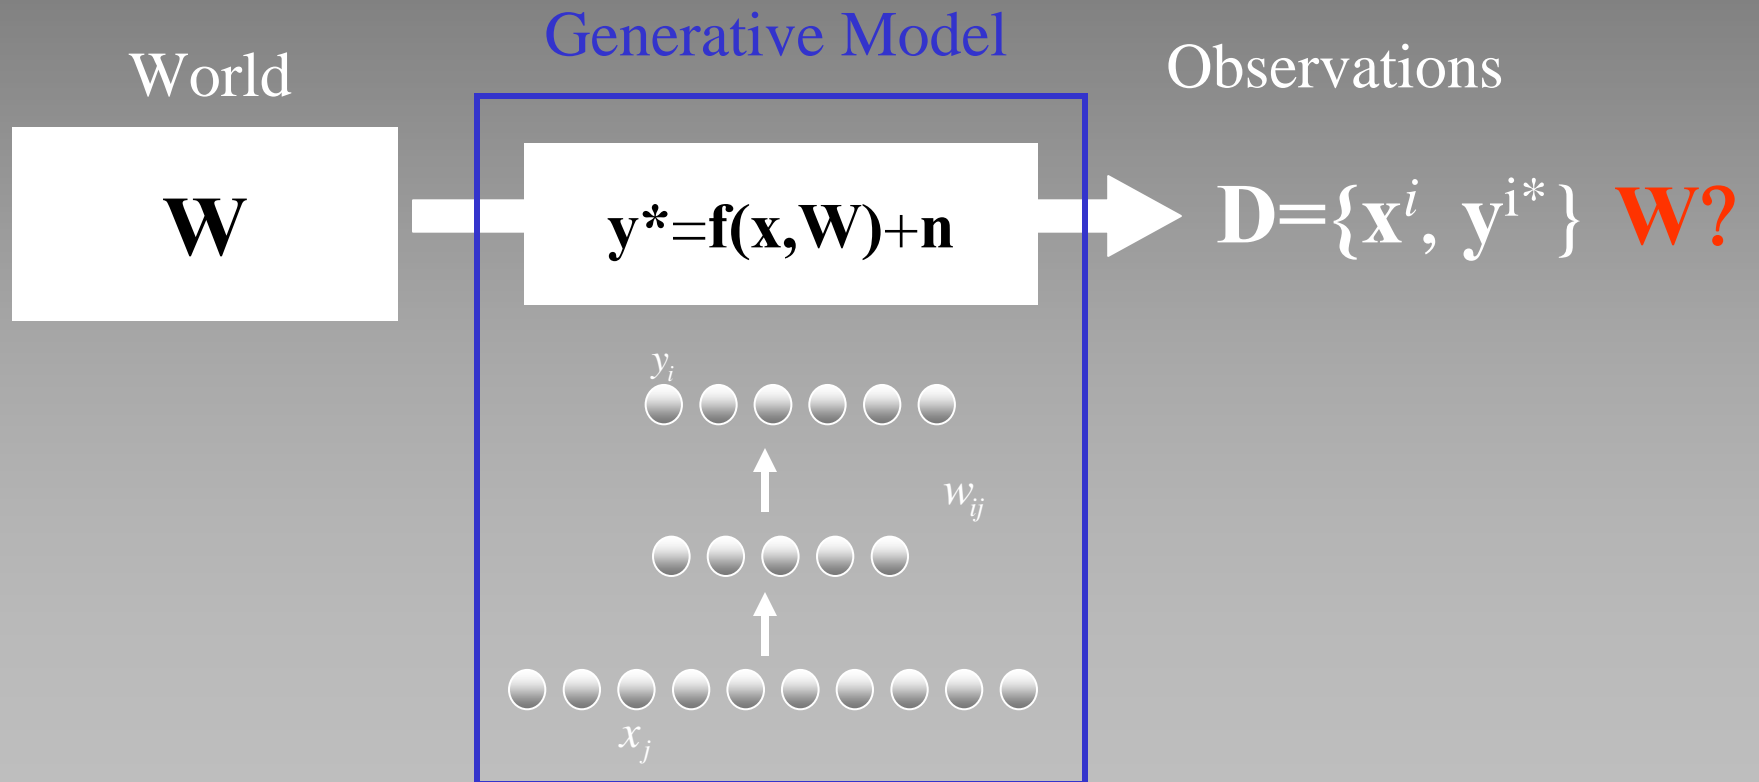 Generative Model
World
Observations
W
y*=f(x,W)+n
D={xⁱ, yⁱ*} W?
yᵢ
wᵢⱼ
xⱼ